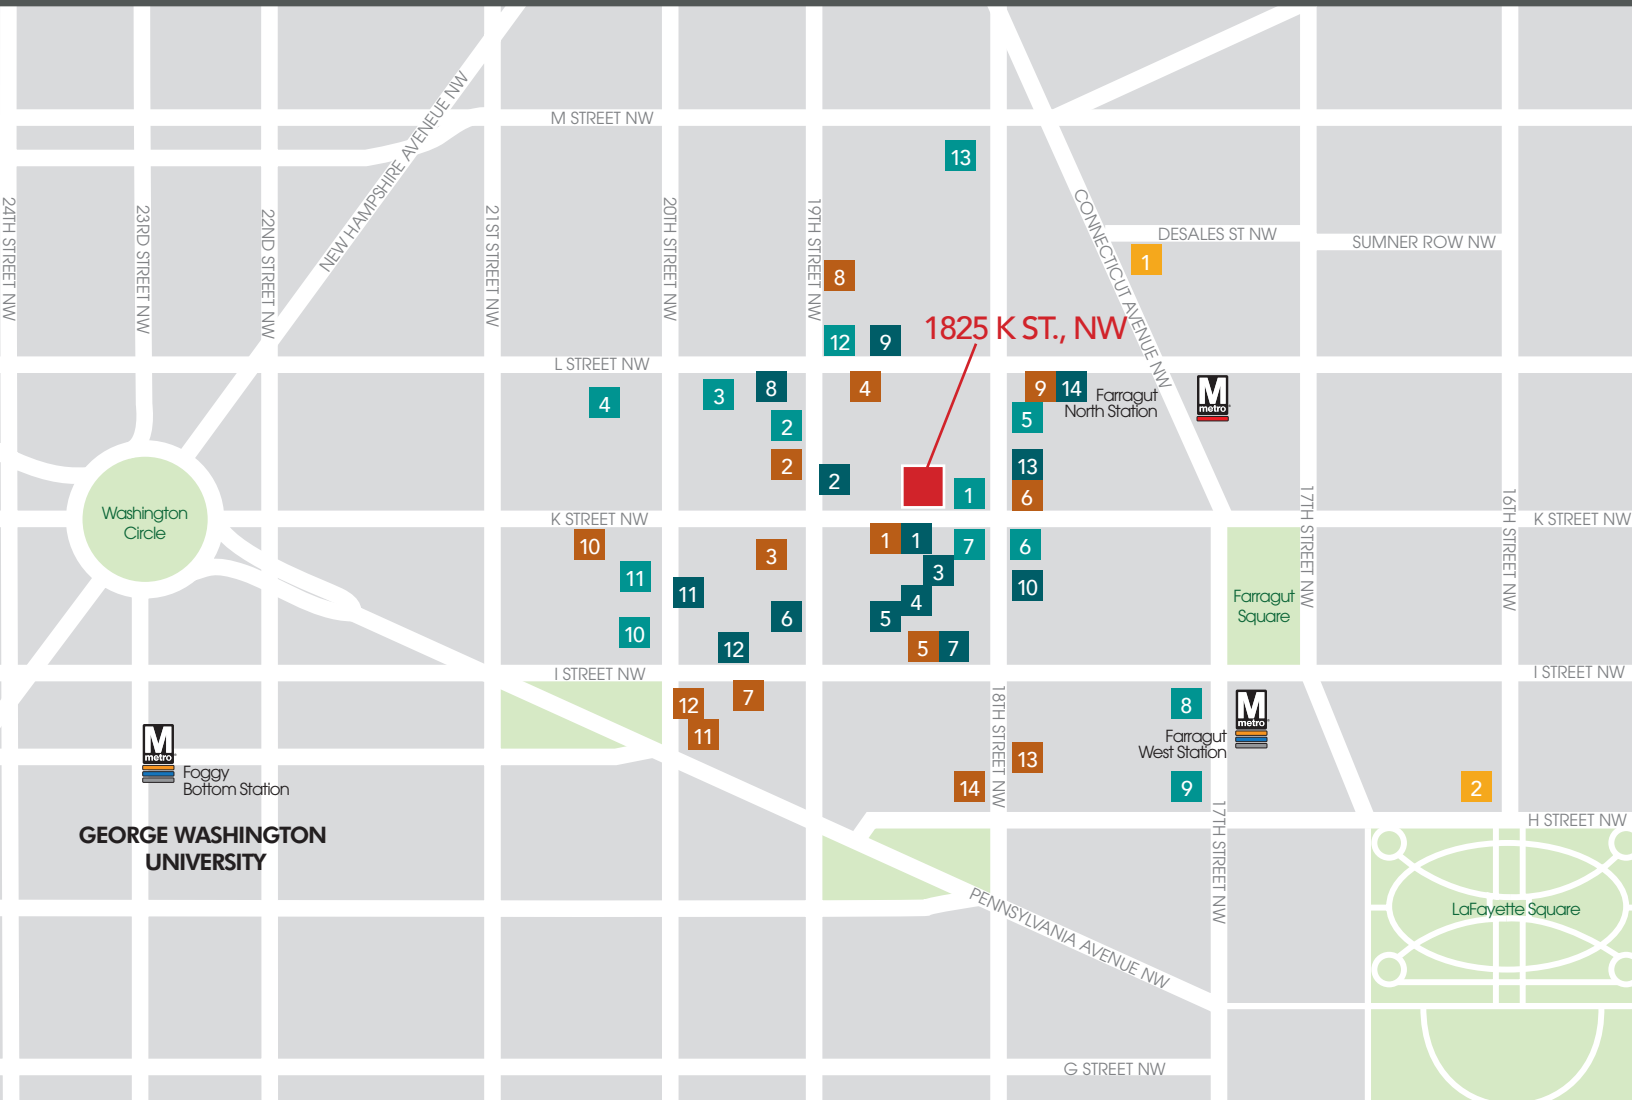 M STREET NW
13
24TH STREET NW
23RD STREET NW
22ND STREET NW
NEW HAMPSHIRE AVENEUE NW
21ST STREET NW
20TH STREET NW
19TH STREET NW
CONNECTICUT AVENUE NW
DESALES ST NW
SUMNER ROW NW
1
8
1825 K ST., NW
12
9
L STREET NW
4
3
8
2
2
4
2
9
14
5
13
6
1
Farragut
North Station
M
metro
Washington
Circle
K STREET NW
17TH STREET NW
16TH STREET NW
K STREET NW
10
11
10
3
11
6
12
1
1
7
3
4
5
5
7
6
10
Farragut
Square
I STREET NW
I STREET NW
12
7
11
18TH STREET NW
13
14
8
9
M
metro
Farragut
West Station
2
M
metro
Foggy
Bottom Station
GEORGE WASHINGTON
UNIVERSITY
17TH STREET NW
H STREET NW
PENNSYLVANIA AVENUE NW
LaFayette Square
G STREET NW